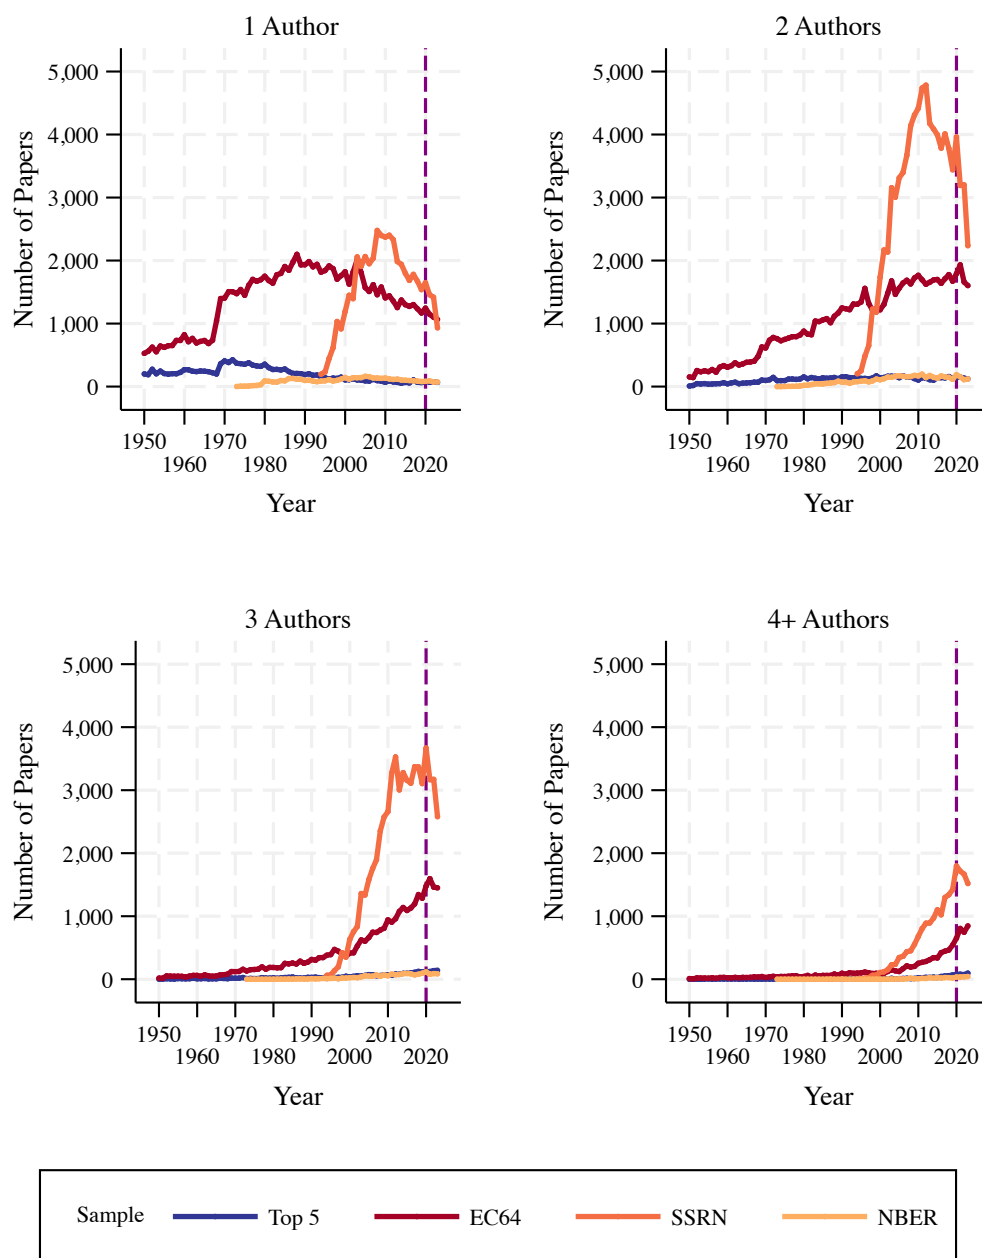 1 Author
2 Authors
Number of Papers
5,000
4,000
3,000
2,000
1,000
0
1950 1970 1990 2010
1960 1980 2000 2020
Year
Number of Papers
5,000
4,000
3,000
2,000
1,000
0
1950 1970 1990 2010
1960 1980 2000 2020
Year
3 Authors
4+ Authors
Number of Papers
5,000
4,000
3,000
2,000
1,000
0
1950 1970 1990 2010
1960 1980 2000 2020
Year
Number of Papers
5,000
4,000
3,000
2,000
1,000
0
1950 1970 1990 2010
1960 1980 2000 2020
Year
Sample Top 5 EC64 SSRN NBER